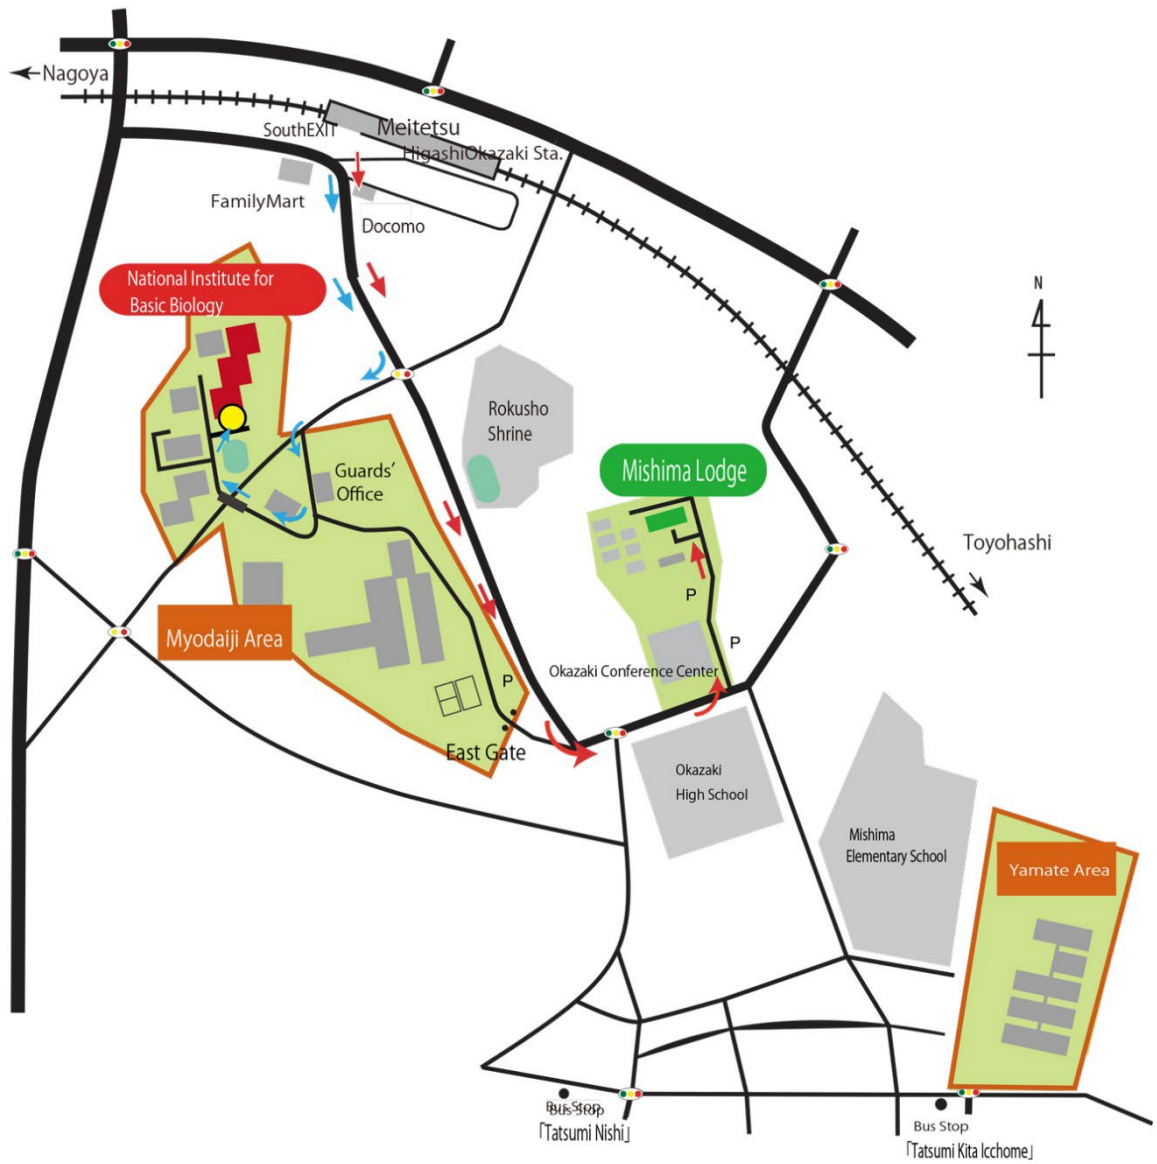 Nagoya
SouthEXIT
Meitetsu
HigashiOkazaki Sta.
FamilyMart
Docomo
National Institute for
Basic Biology
N
Rokusho
Shrine
Guards'
Office
Mishima Lodge
Toyohashi
P
Myodaiji Area
P
Okazaki Conference Center
P
East Gate
Okazaki
High School
Mishima
Elementary School
Yamate Area
Bus Stop
Bus Stop
「Tatsumi Nishi」
Bus Stop
「Tatsumi Kita Icchome」